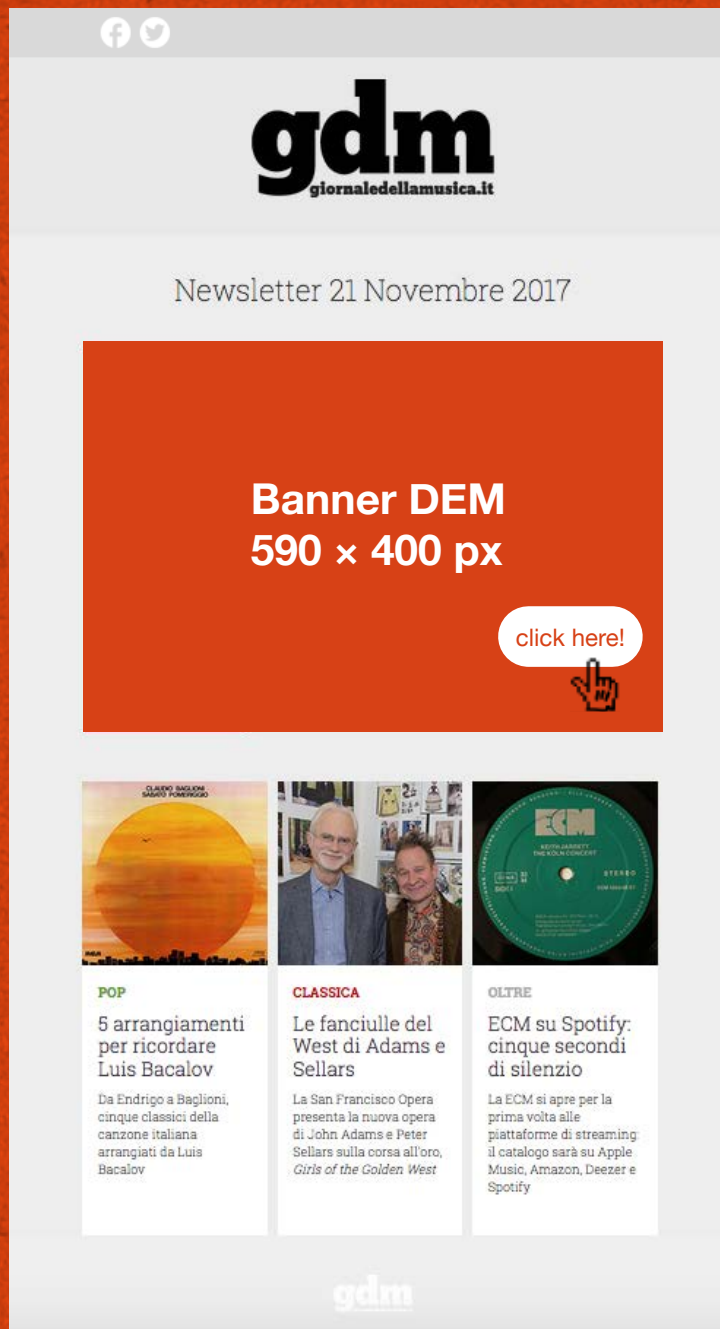 gdm
giornaledellamusica.it
Newsletter 21 Novembre 2017
Banner DEM
590 × 400 px
click here!
CLAUDIO BAGLIONI
SABATO POMERIGGIO
RCA
ECM
KEITH JARRETT
THE KÖLN CONCERT
STEREO
POP
5 arrangiamenti
per ricordare
Luis Bacalov
Da Endrigo a Baglioni,
cinque classici della
canzone italiana
arrangiati da Luis
Bacalov
CLASSICA
Le fanciulle del
West di Adams e
Sellars
La San Francisco Opera
presenta la nuova opera
di John Adams e Peter
Sellars sulla corsa all'oro,
Girls of the Golden West
OLTRE
ECM su Spotify:
cinque secondi
di silenzio
La ECM si apre per la
prima volta alle
piattaforme di streaming:
il catalogo sarà su Apple
Music, Amazon, Deezer e
Spotify
gdm